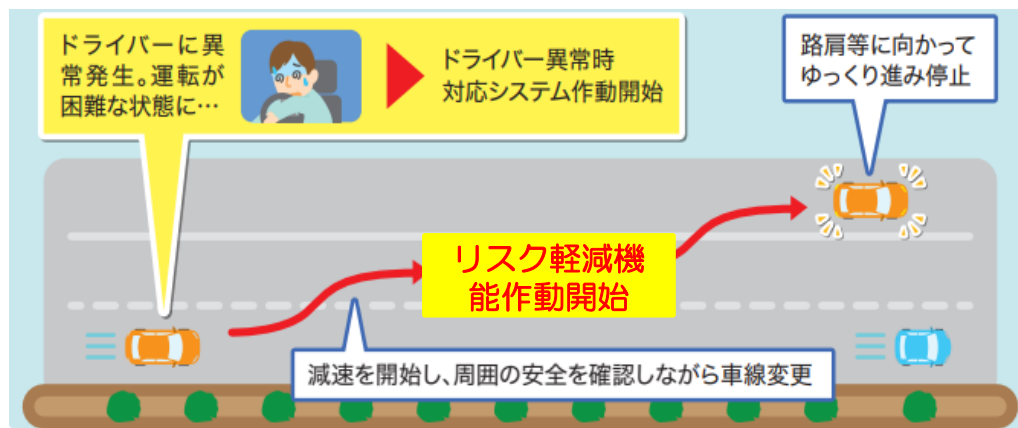 ドライバーに異
常発生。運転が
困難な状態に…
ドライバー異常時
対応システム作動開始
路肩等に向かって
ゆっくり進み停止
リスク軽減機
能作動開始
減速を開始し、周囲の安全を確認しながら車線変更